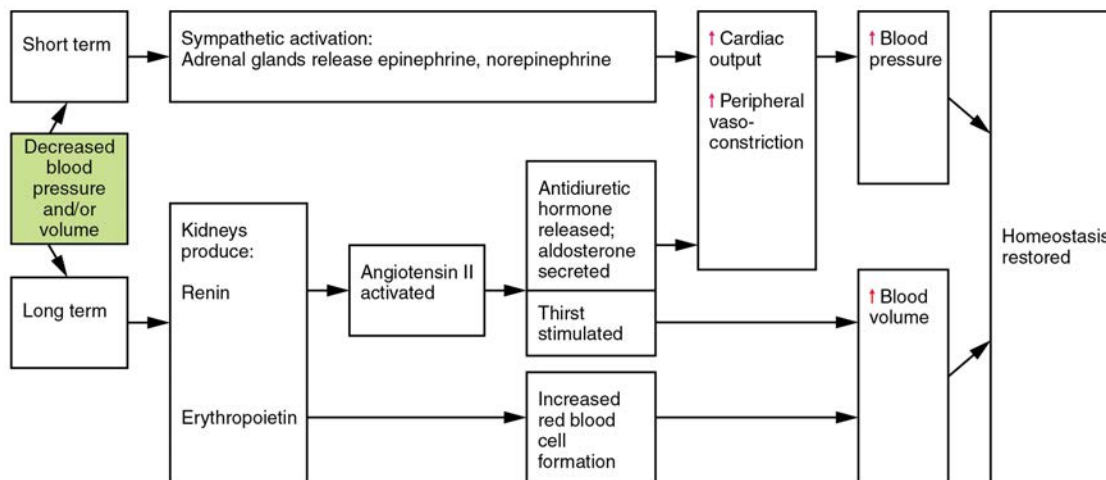 Short term
Sympathetic activation:
Adrenal glands release epinephrine, norepinephrine
↑ Cardiac
output
↑ Peripheral
vaso-
constriction
↑ Blood
pressure
Decreased
blood
pressure
and/or
volume
Long term
Kidneys
produce:
Renin
Erythropoietin
Angiotensin II
activated
Antidiuretic
hormone
released;
aldosterone
secreted
Thirst
stimulated
Increased
red blood
cell
formation
↑ Blood
volume
Homeostasis
restored